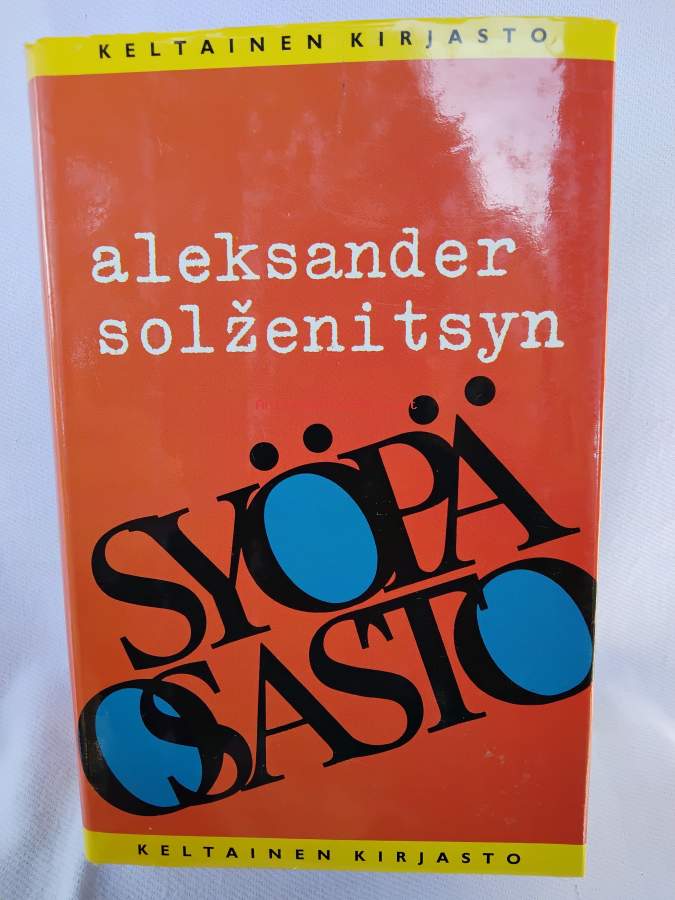 KELTAINEN KIRJASTO
aleksander
solženitsyn
SYÖPÄ
OSASTO
KELTAINEN KIRJASTO